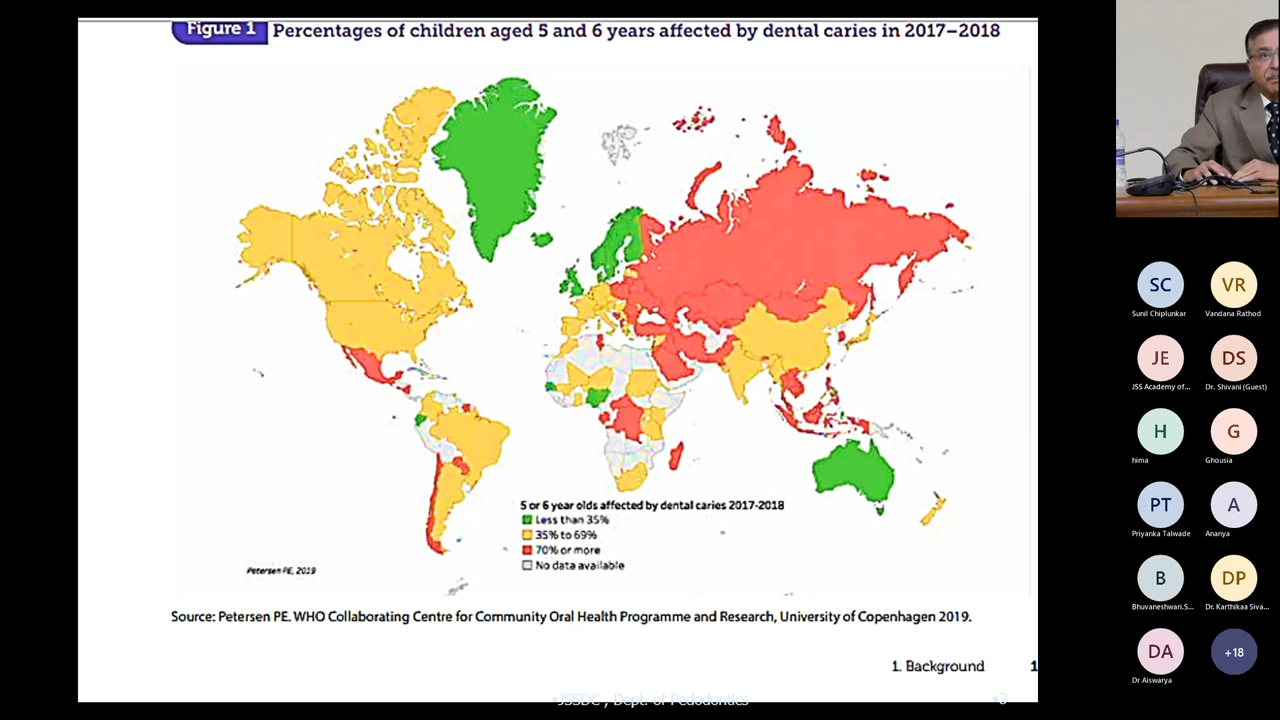 Figure 1 Percentages of children aged 5 and 6 years affected by dental caries in 2017–2018
5 or 6 year olds affected by dental caries 2017-2018
Less than 35%
35% to 69%
70% or more
No data available
Petersen PE, 2019
Source: Petersen PE. WHO Collaborating Centre for Community Oral Health Programme and Research, University of Copenhagen 2019.
1. Background 1
•JSSDC , Dept. of Pedodontics •3
SC VR
Sunil Chiplunkar Vandana Rathod
JE DS
JSS Academy of... Dr. Shivani (Guest)
H G
hima Ghousia
PT A
Priyanka Talwade Ananya
B DP
Bhuvaneshwari.S... Dr. Karthikaa Siva...
DA +18
Dr Aiswarya